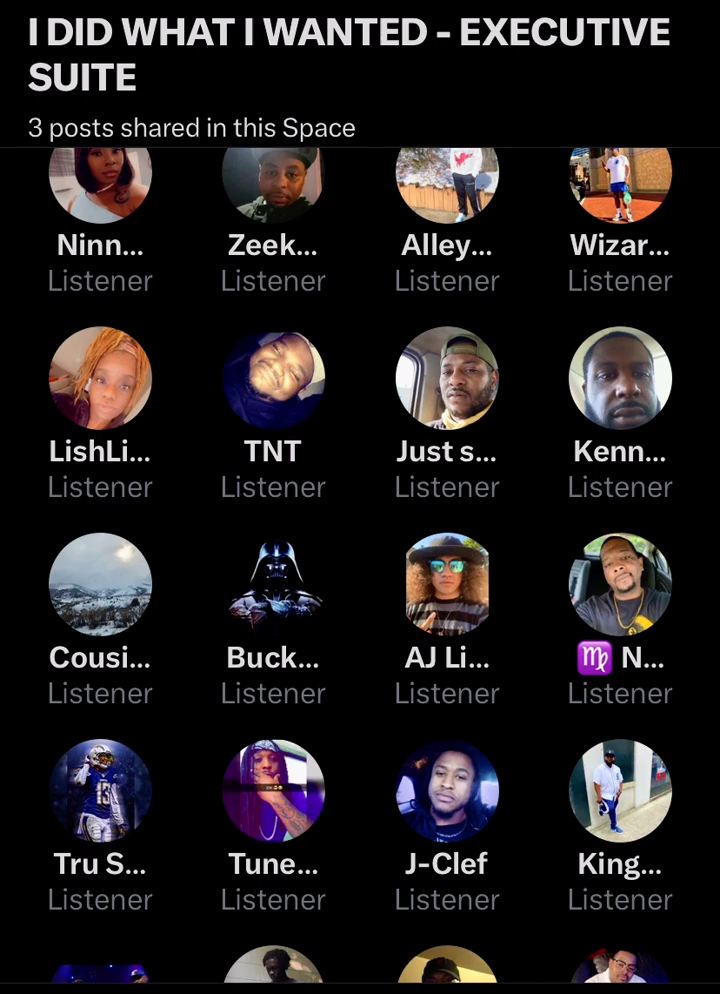 I DID WHAT I WANTED - EXECUTIVE
SUITE
3 posts shared in this Space
Ninn... Zeek... Alley... Wizar...
Listener Listener Listener Listener
LishLi... TNT Just s... Kenn...
Listener Listener Listener Listener
Cousi... Buck... AJ Li... ♍ N...
Listener Listener Listener Listener
Tru S... Tune... J-Clef King...
Listener Listener Listener Listener